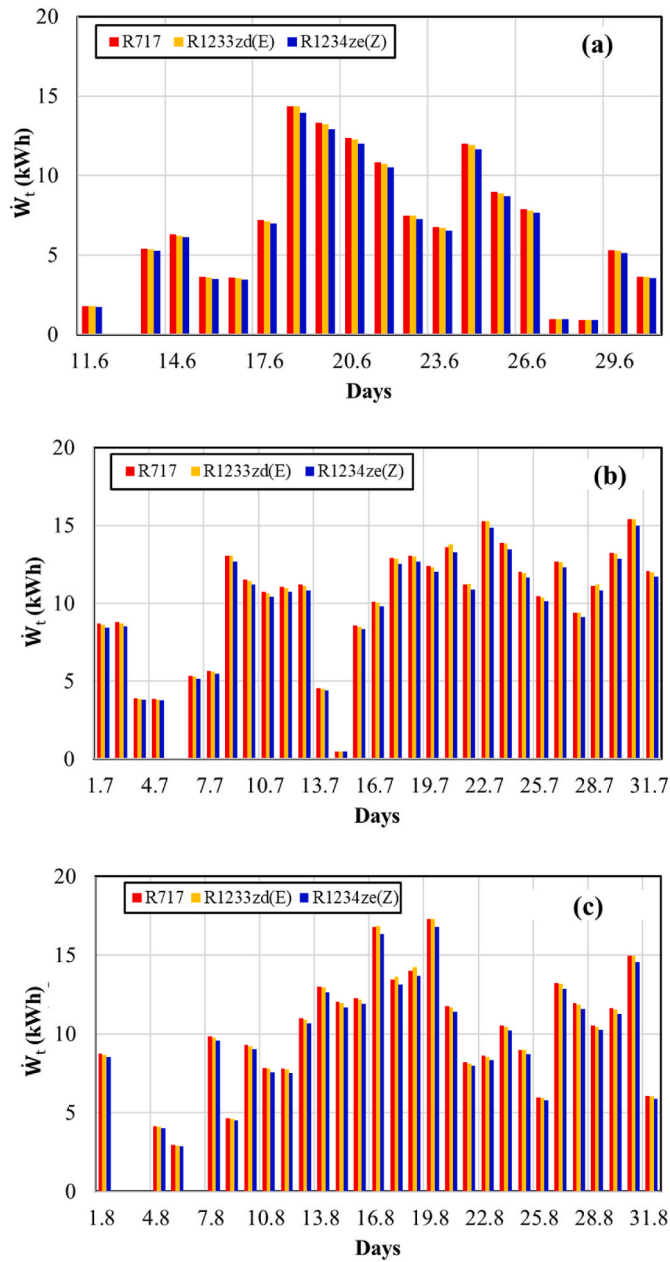 20
R717 R1233zd(E) R1234ze(Z)
(a)
15
10
5
0
Ẇt (kWh)
11.6 14.6 17.6 20.6 23.6 26.6 29.6
Days
20
R717 R1233zd(E) R1234ze(Z)
(b)
15
10
5
0
Ẇt (kWh)
1.7 4.7 7.7 10.7 13.7 16.7 19.7 22.7 25.7 28.7 31.7
Days
20
R717 R1233zd(E) R1234ze(Z)
(c)
15
10
5
0
Ẇt (kWh)
1.8 4.8 7.8 10.8 13.8 16.8 19.8 22.8 25.8 28.8 31.8
Days